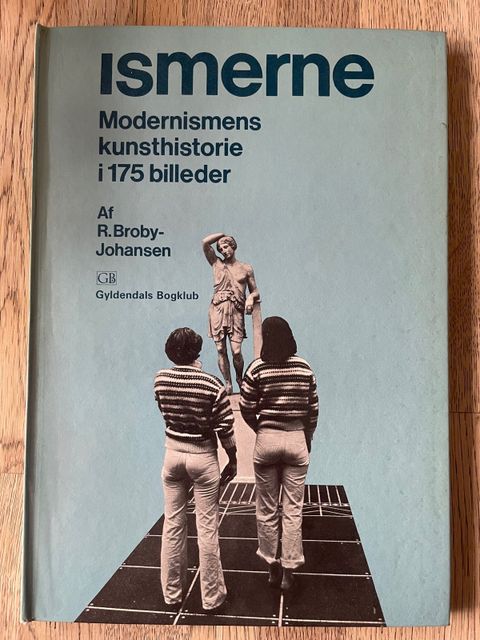 Ismerne
Modernismens
kunsthistorie
i 175 billeder
Af
R. Broby-
Johansen
GB
Gyldendals Bogklub